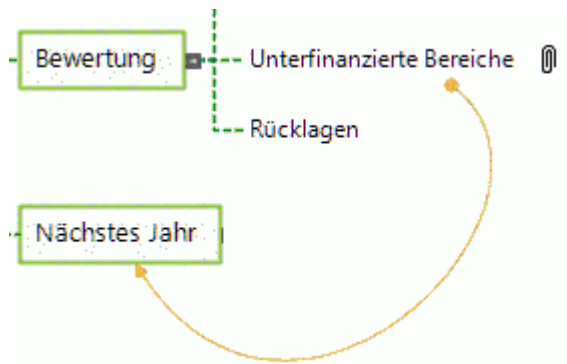 Bewertung
Unterfinanzierte Bereiche
Rücklagen
Nächstes Jahr